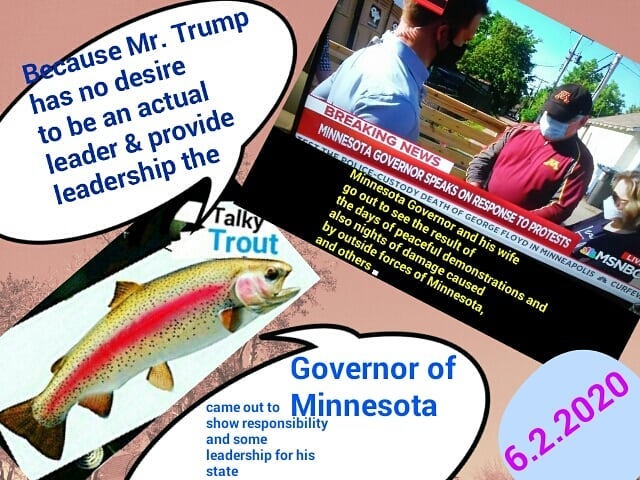 Because Mr. Trump
has no desire
to be an actual
leader & provide
leadership the
BREAKING NEWS
MINNESOTA GOVERNOR SPEAKS ON RESPONSE TO PROTESTS
THE POLICE-CUSTODY DEATH OF GEORGE FLOYD IN MINNEAPOLIS
CURFEW
LIVE
MSNBC
M
Minnesota Governor and his wife
go out to see the result of
the days of peaceful demonstrations and
also nights of damage caused
by outside forces of Minnesota,
and others.
Talky
Trout
Governor of
Minnesota
came out to
show responsibility
and some
leadership for his
state
6.2.2020